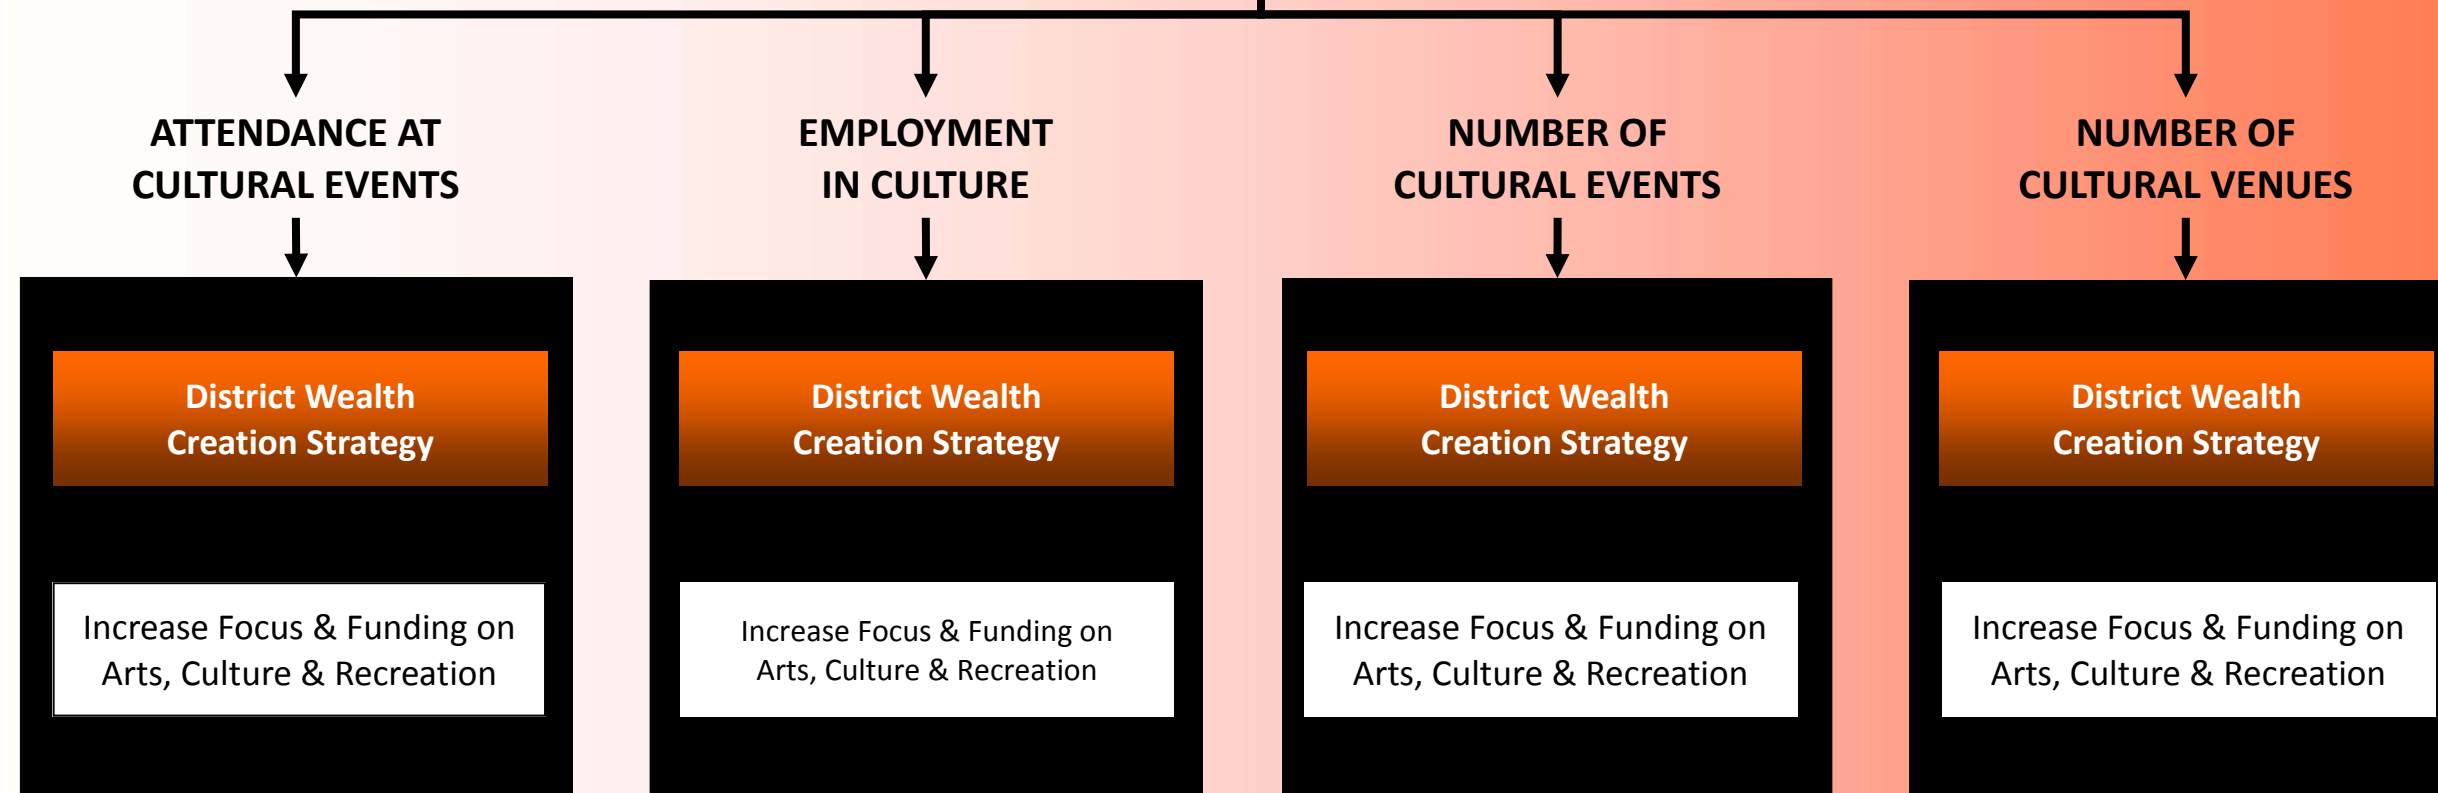 ATTENDANCE AT
CULTURAL EVENTS
EMPLOYMENT
IN CULTURE
NUMBER OF
CULTURAL EVENTS
NUMBER OF
CULTURAL VENUES
District Wealth
Creation Strategy
District Wealth
Creation Strategy
District Wealth
Creation Strategy
District Wealth
Creation Strategy
Increase Focus & Funding on
Arts, Culture & Recreation
Increase Focus & Funding on
Arts, Culture & Recreation
Increase Focus & Funding on
Arts, Culture & Recreation
Increase Focus & Funding on
Arts, Culture & Recreation